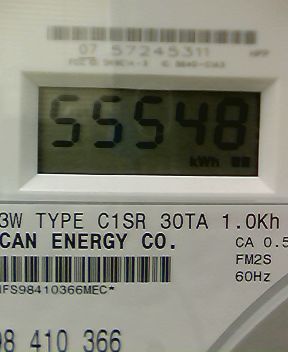 07 57245311
55548
kWh
3W TYPE C1SR 30TA 1.0Kh
CAN ENERGY CO.
CA 0.5
FM2S
60Hz
IFS98410366MEC*
98 410 366